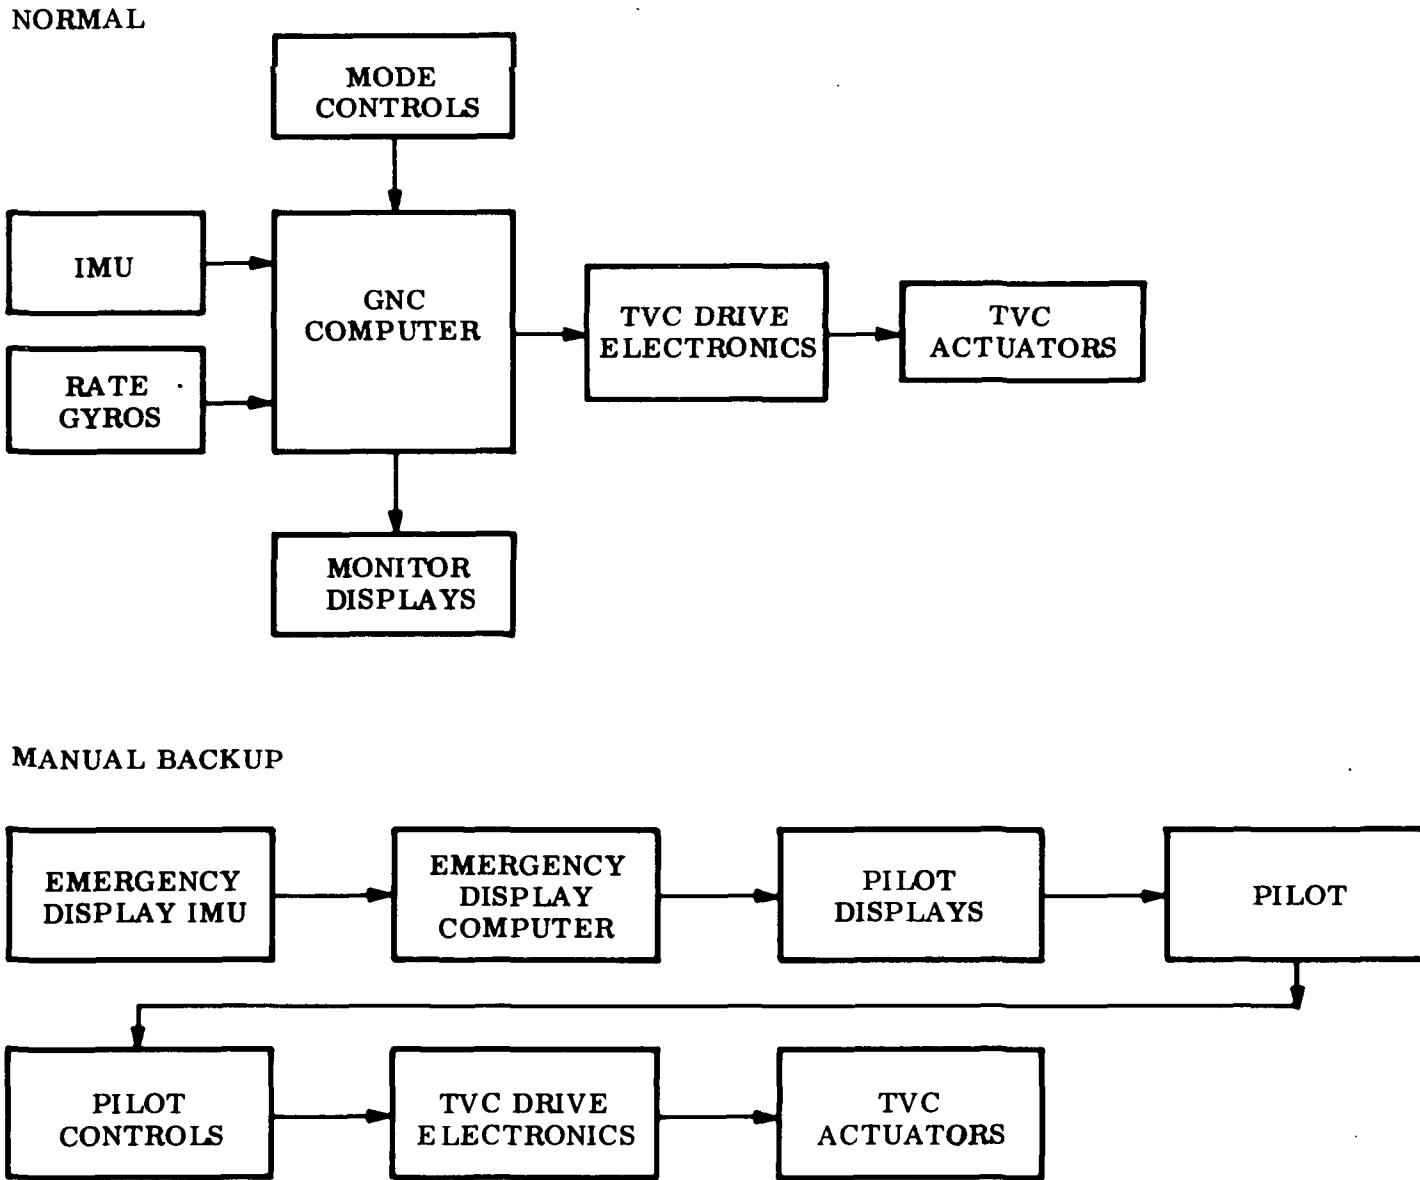 NORMAL
MODE
CONTROLS
IMU
GNC
COMPUTER
TVC DRIVE
ELECTRONICS
TVC
ACTUATORS
RATE
GYROS
MONITOR
DISPLAYS
MANUAL BACKUP
EMERGENCY
DISPLAY IMU
EMERGENCY
DISPLAY
COMPUTER
PILOT
DISPLAYS
PILOT
PILOT
CONTROLS
TVC DRIVE
ELECTRONICS
TVC
ACTUATORS